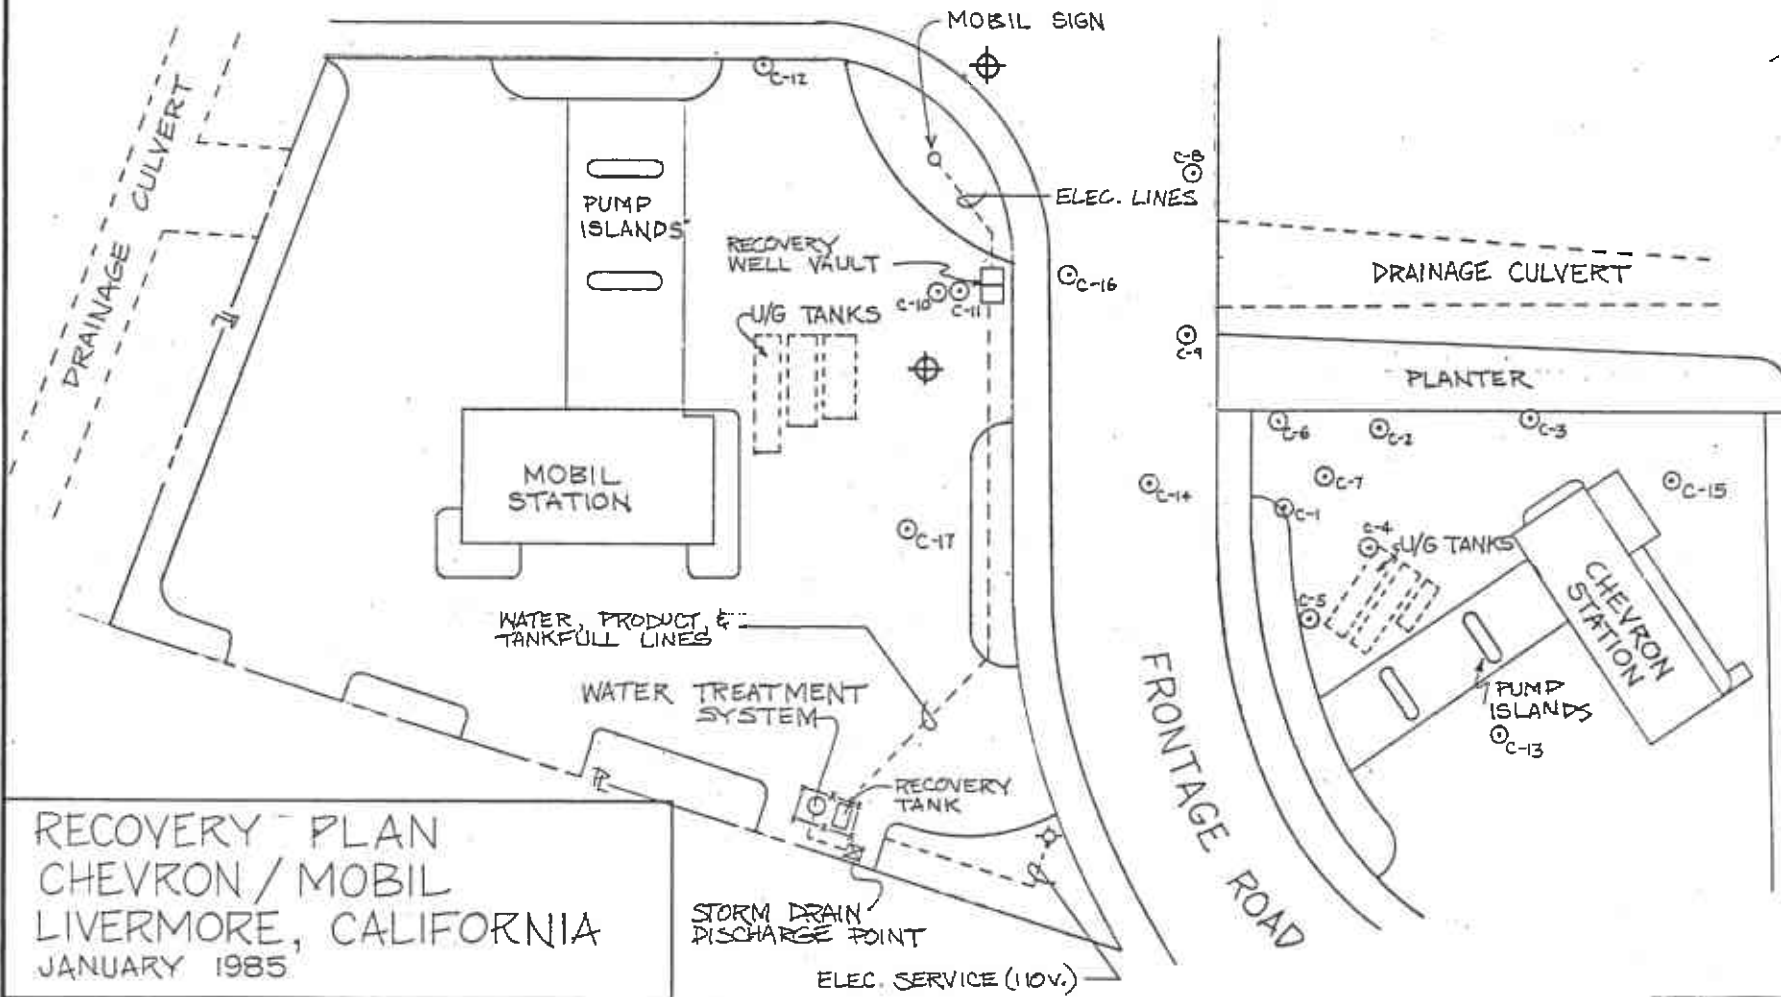 MOBIL SIGN
C-12
DRAINAGE CULVERT
C-8
PUMP
ISLANDS
ELEC. LINES
RECOVERY
WELL VAULT
C-16
DRAINAGE CULVERT
C-10
C-11
U/G TANKS
C-9
PLANTER
C-6
C-2
C-3
MOBIL
STATION
C-14
C-7
C-15
C-1
C-17
C-4
U/G TANKS
CHEVRON
STATION
C-5
WATER, PRODUCT, &
TANKFULL LINES
FRONTAGE ROAD
WATER TREATMENT
SYSTEM
PUMP
ISLANDS
C-13
PL
RECOVERY
TANK
RECOVERY PLAN
CHEVRON / MOBIL
LIVERMORE, CALIFORNIA
JANUARY 1985
STORM DRAIN
DISCHARGE POINT
ELEC. SERVICE (110V.)